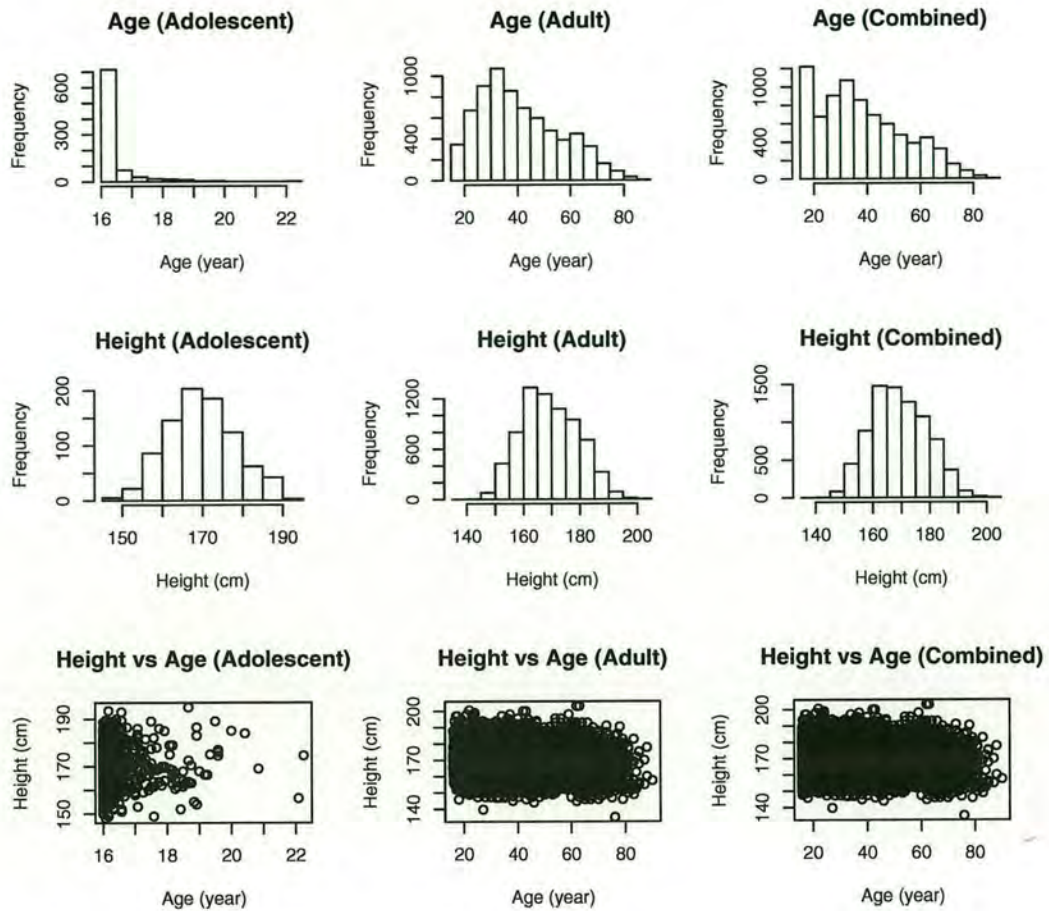 Age (Adolescent)
Frequency
0 300 600
16 18 20 22
Age (year)
Age (Adult)
Frequency
0 400 1000
20 40 60 80
Age (year)
Age (Combined)
Frequency
0 400 1000
20 40 60 80
Age (year)
Height (Adolescent)
Frequency
0 100 200
150 170 190
Height (cm)
Height (Adult)
Frequency
0 600 1200
140 160 180 200
Height (cm)
Height (Combined)
Frequency
0 500 1500
140 160 180 200
Height (cm)
Height vs Age (Adolescent)
Height (cm)
150 170 190
16 18 20 22
Age (year)
Height vs Age (Adult)
Height (cm)
140 170 200
20 40 60 80
Age (year)
Height vs Age (Combined)
Height (cm)
140 170 200
20 40 60 80
Age (year)